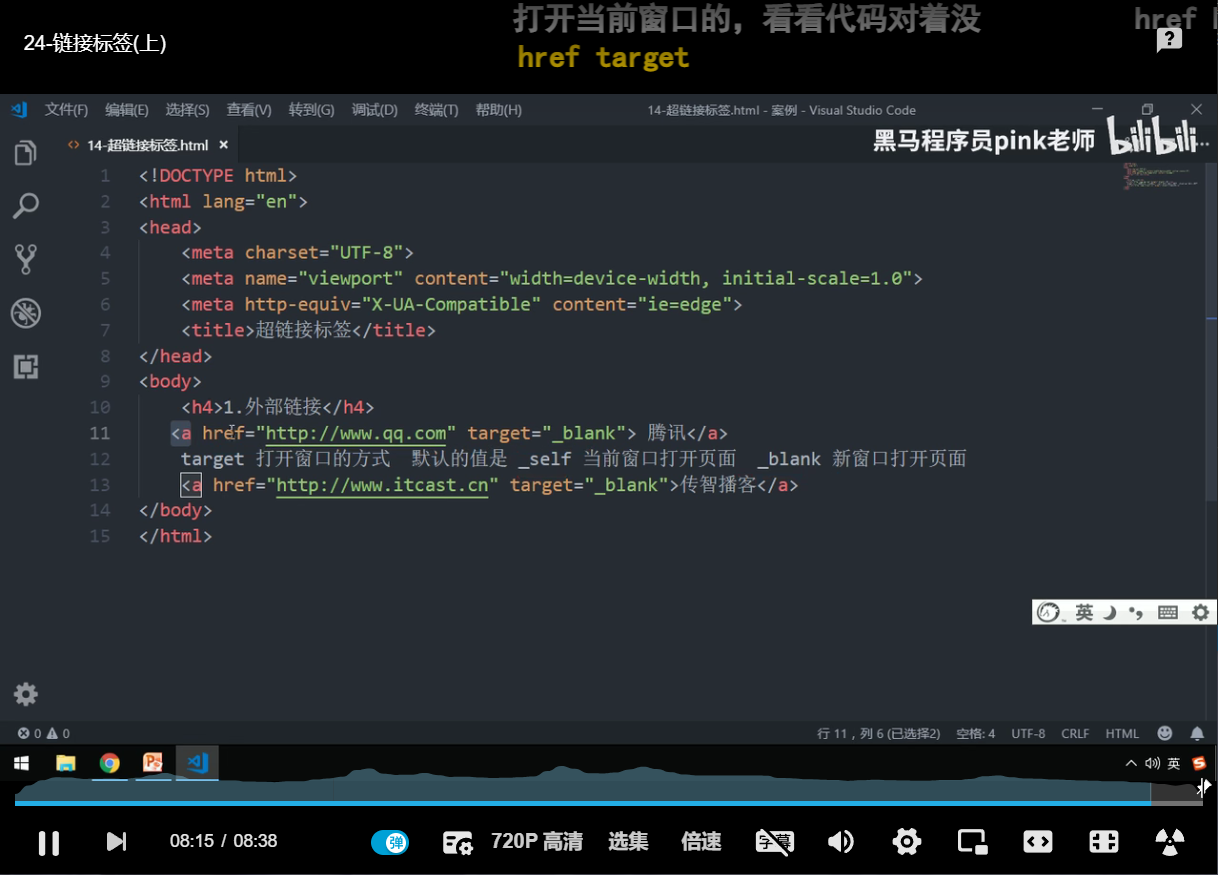 打开当前窗口的，看看代码对着没
href
24-链接标签(上)
href target
文件(F) 编辑(E) 选择(S) 查看(V) 转到(G) 调试(D) 终端(T) 帮助(H) 14-超链接标签.html - 案例 - Visual Studio Code
14-超链接标签.html ×
黑马程序员pink老师 bilibili
1 <!DOCTYPE html>
2 <html lang="en">
3 <head>
4 <meta charset="UTF-8">
5 <meta name="viewport" content="width=device-width, initial-scale=1.0">
6 <meta http-equiv="X-UA-Compatible" content="ie=edge">
7 <title>超链接标签</title>
8 </head>
9 <body>
10 <h4>1.外部链接</h4>
11 <a href="http://www.qq.com" target="_blank"> 腾讯</a>
12 target 打开窗口的方式 默认的值是 _self 当前窗口打开页面 _blank 新窗口打开页面
13 <a href="http://www.itcast.cn" target="_blank">传智播客</a>
14 </body>
15 </html>
英
0 0 行 11，列 6 (已选择2) 空格: 4 UTF-8 CRLF HTML
英
08:15 / 08:38 弹 720P 高清 选集 倍速 字幕